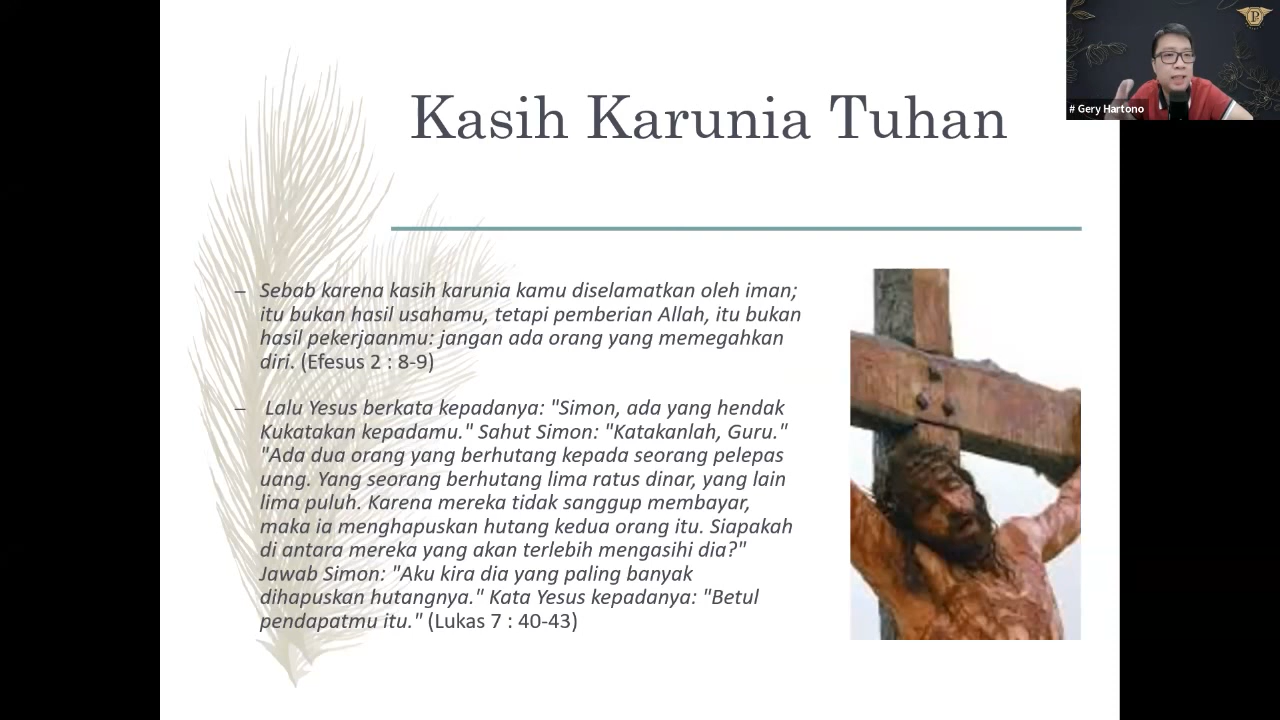 Kasih Karunia Tuhan
P
# Gery Hartono
– Sebab karena kasih karunia kamu diselamatkan oleh iman;
itu bukan hasil usahamu, tetapi pemberian Allah, itu bukan
hasil pekerjaanmu: jangan ada orang yang memegahkan
diri. (Efesus 2 : 8-9)
– Lalu Yesus berkata kepadanya: "Simon, ada yang hendak
Kukatakan kepadamu." Sahut Simon: "Katakanlah, Guru."
"Ada dua orang yang berhutang kepada seorang pelepas
uang. Yang seorang berhutang lima ratus dinar, yang lain
lima puluh. Karena mereka tidak sanggup membayar,
maka ia menghapuskan hutang kedua orang itu. Siapakah
di antara mereka yang akan terlebih mengasihi dia?"
Jawab Simon: "Aku kira dia yang paling banyak
dihapuskan hutangnya." Kata Yesus kepadanya: "Betul
pendapatmu itu." (Lukas 7 : 40-43)